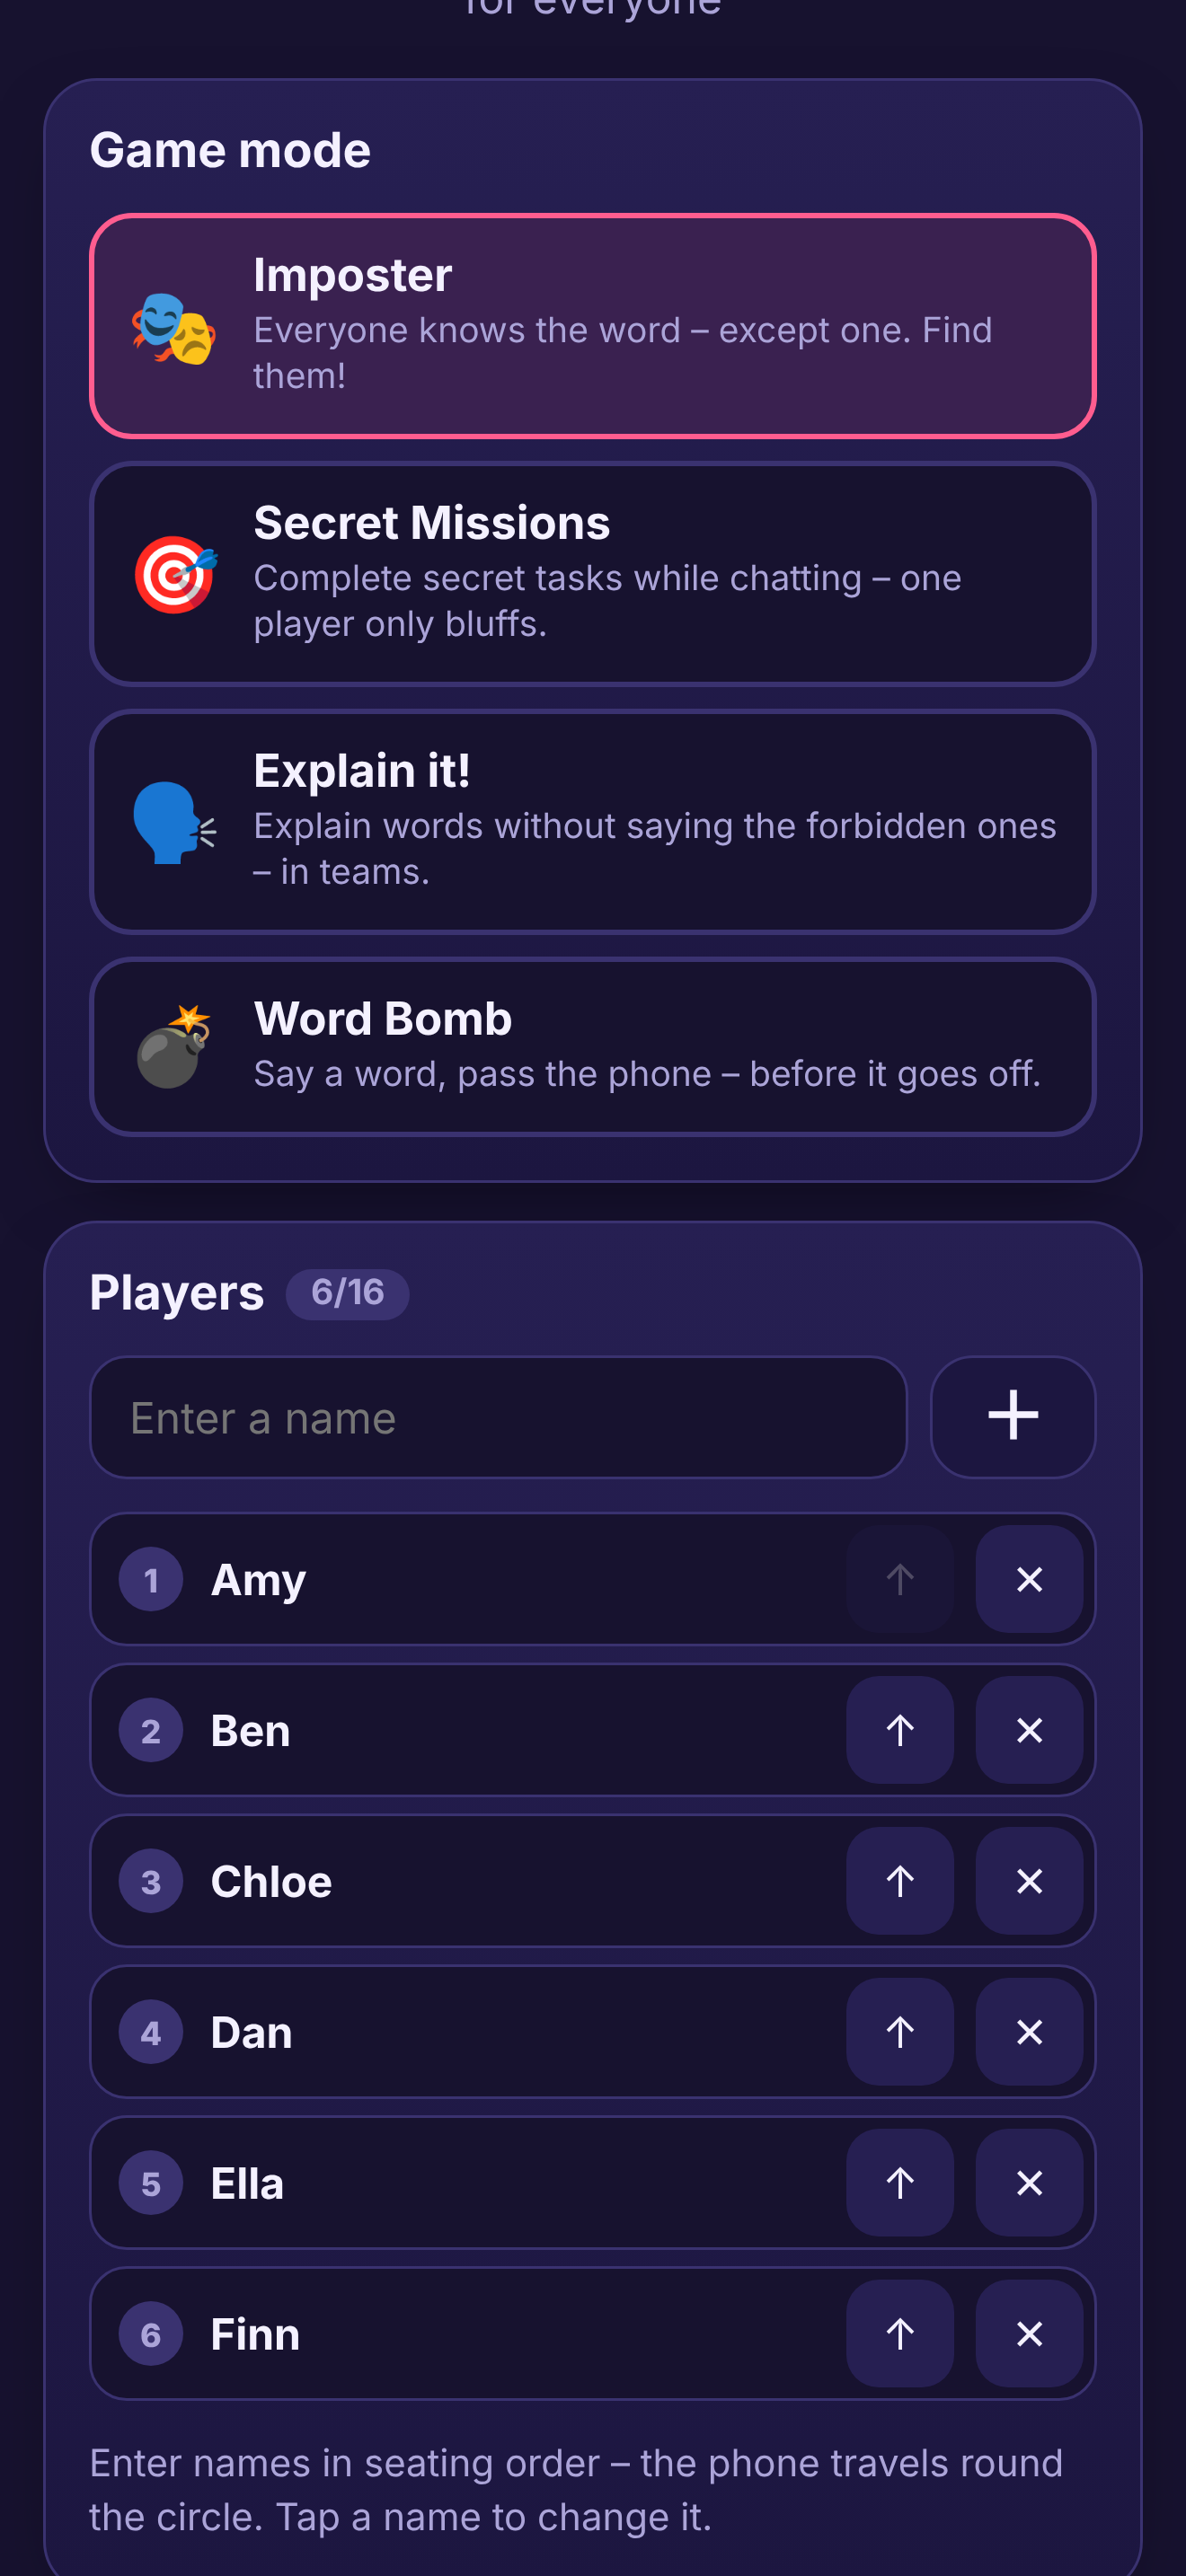 for everyone
Game mode
Imposter
Everyone knows the word – except one. Find
them!
Secret Missions
Complete secret tasks while chatting – one
player only bluffs.
Explain it!
Explain words without saying the forbidden ones
– in teams.
Word Bomb
Say a word, pass the phone – before it goes off.
Players 6/16
Enter a name +
1 Amy ↑ ×
2 Ben ↑ ×
3 Chloe ↑ ×
4 Dan ↑ ×
5 Ella ↑ ×
6 Finn ↑ ×
Enter names in seating order – the phone travels round
the circle. Tap a name to change it.